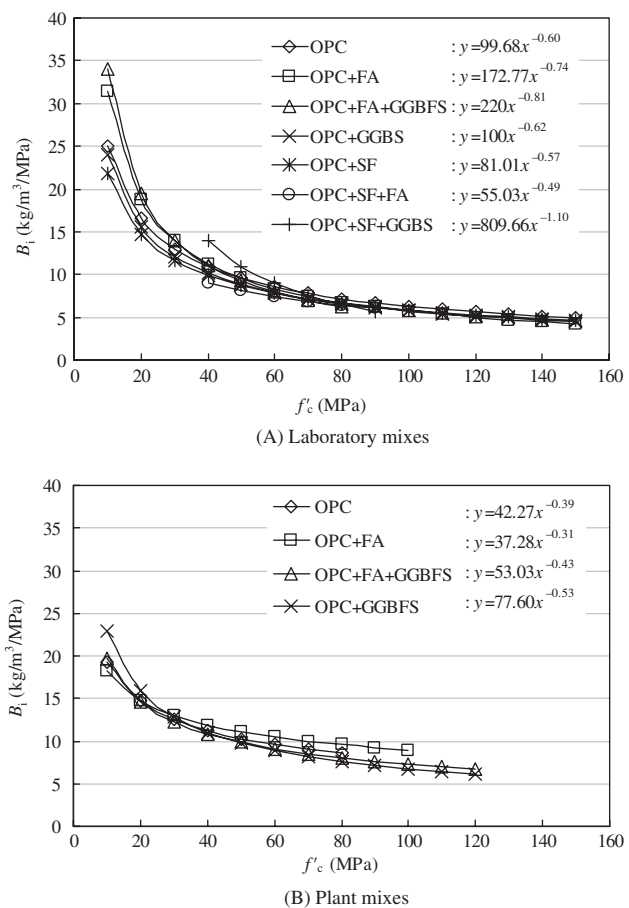 40
35
30
25
20
15
10
5
0
Bi (kg/m³/MPa)
OPC : y=99.68x^−0.60
OPC+FA : y=172.77x^−0.74
OPC+FA+GGBFS : y=220x^−0.81
OPC+GGBS : y=100x^−0.62
OPC+SF : y=81.01x^−0.57
OPC+SF+FA : y=55.03x^−0.49
OPC+SF+GGBS : y=809.66x^−1.10
0 20 40 60 80 100 120 140 160
f′c (MPa)
(A) Laboratory mixes
40
35
30
25
20
15
10
5
0
Bi (kg/m³/MPa)
OPC : y=42.27x^−0.39
OPC+FA : y=37.28x^−0.31
OPC+FA+GGBFS : y=53.03x^−0.43
OPC+GGBFS : y=77.60x^−0.53
0 20 40 60 80 100 120 140 160
f′c (MPa)
(B) Plant mixes